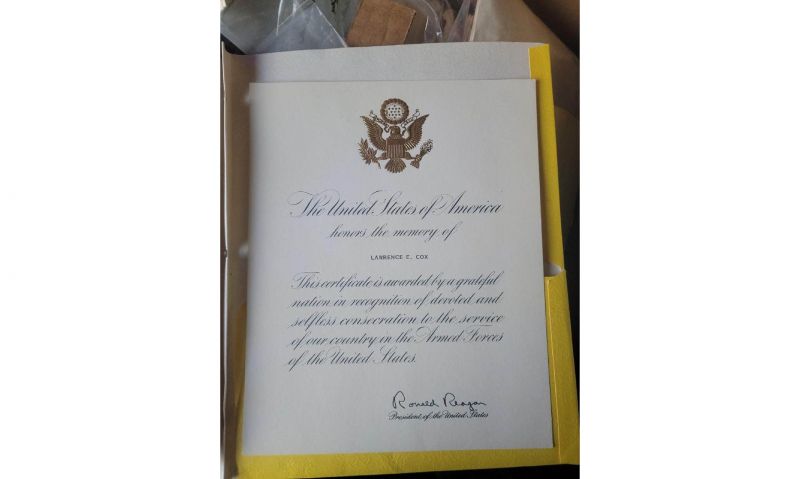 The United States of America
honors the memory of
LAWRENCE E. COX
This certificate is awarded by a grateful
nation in recognition of devoted and
selfless consecration to the service
of our country in the Armed Forces
of the United States.
Ronald Reagan
President of the United States